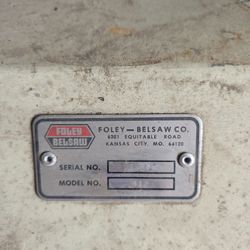 FOLEY
BELSAW
FOLEY—BELSAW CO.
6301 EQUITABLE ROAD
KANSAS CITY, MO. 64120
SERIAL NO.
MODEL NO.